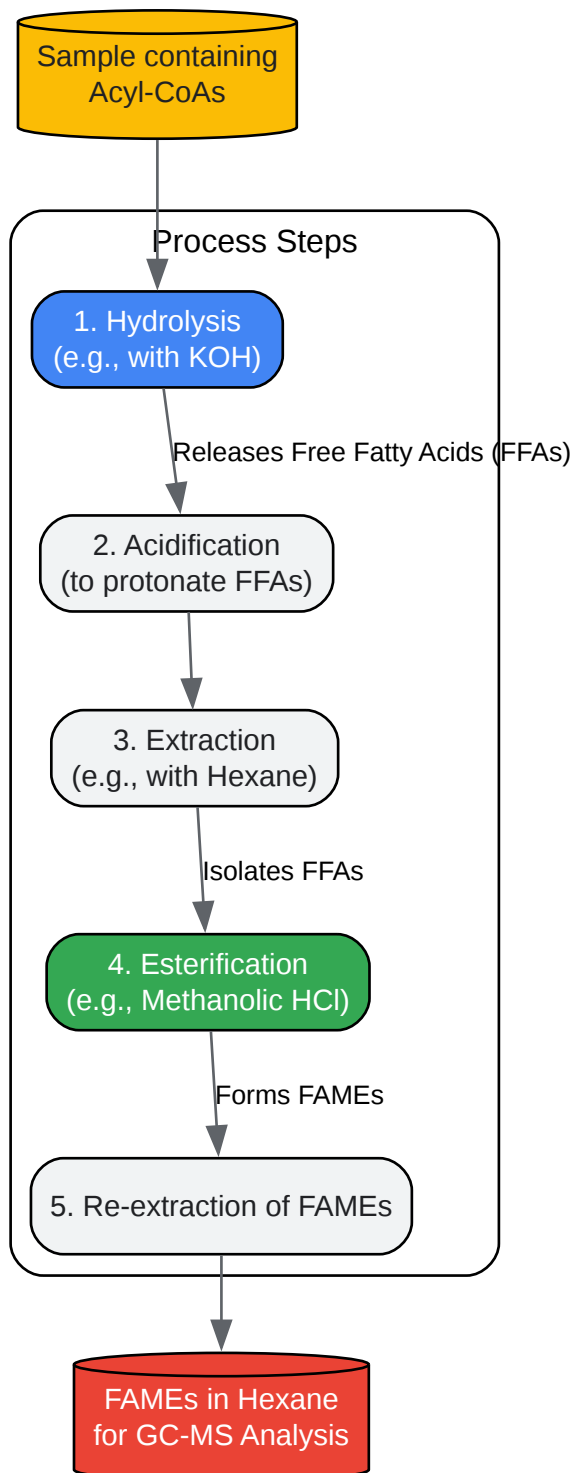 Sample containing
Acyl-CoAs
Process Steps
1. Hydrolysis
(e.g., with KOH)
Releases Free Fatty Acids (FFAs)
2. Acidification
(to protonate FFAs)
3. Extraction
(e.g., with Hexane)
Isolates FFAs
4. Esterification
(e.g., Methanolic HCl)
Forms FAMEs
5. Re-extraction of FAMEs
FAMEs in Hexane
for GC-MS Analysis